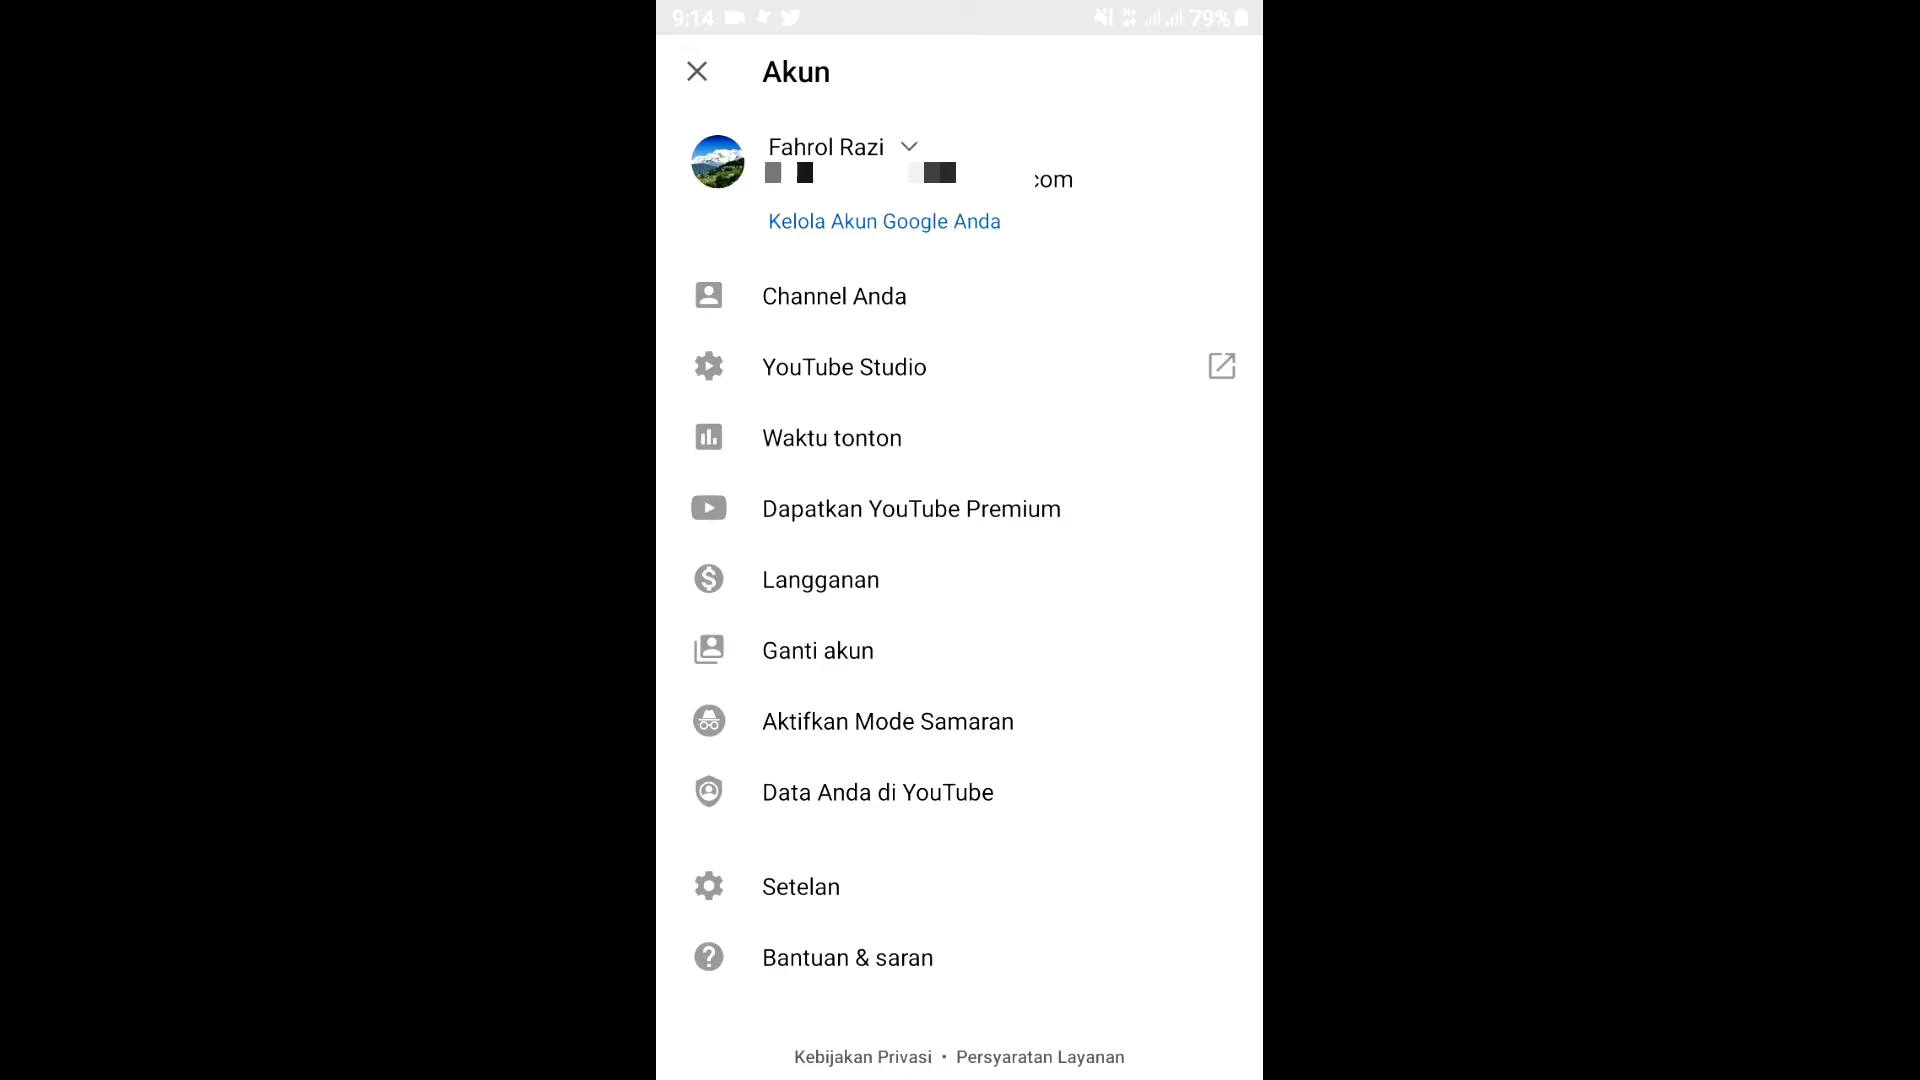 9:14 79%
Akun
Fahrol Razi
com
Kelola Akun Google Anda
Channel Anda
YouTube Studio
Waktu tonton
Dapatkan YouTube Premium
Langganan
Ganti akun
Aktifkan Mode Samaran
Data Anda di YouTube
Setelan
Bantuan & saran
Kebijakan Privasi • Persyaratan Layanan